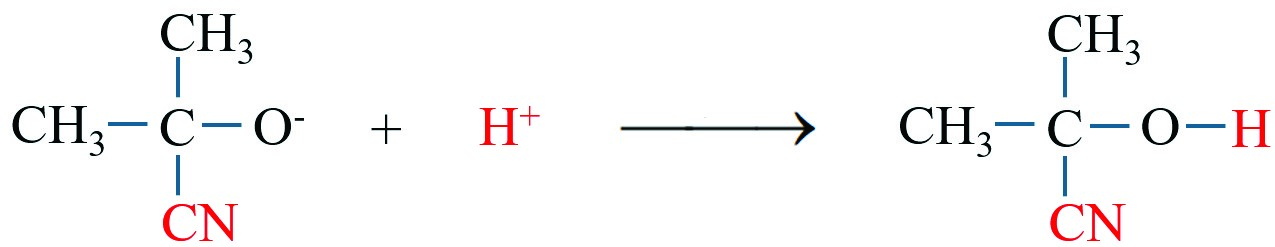 CH₃ CH₃
CH₃ C O⁻ + H⁺ ⟶ CH₃ C O H
CN CN